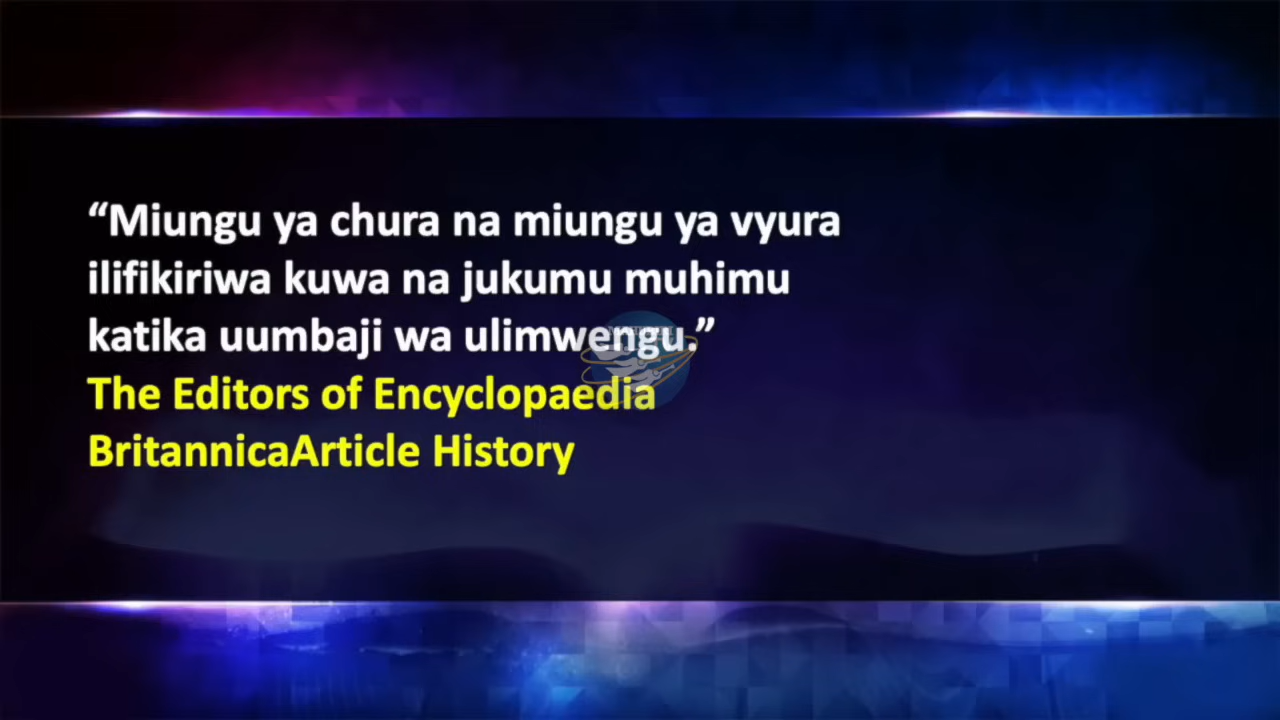 “Miungu ya chura na miungu ya vyura
ilifikiriwa kuwa na jukumu muhimu
katika uumbaji wa ulimwengu.”
The Editors of Encyclopaedia
BritannicaArticle History